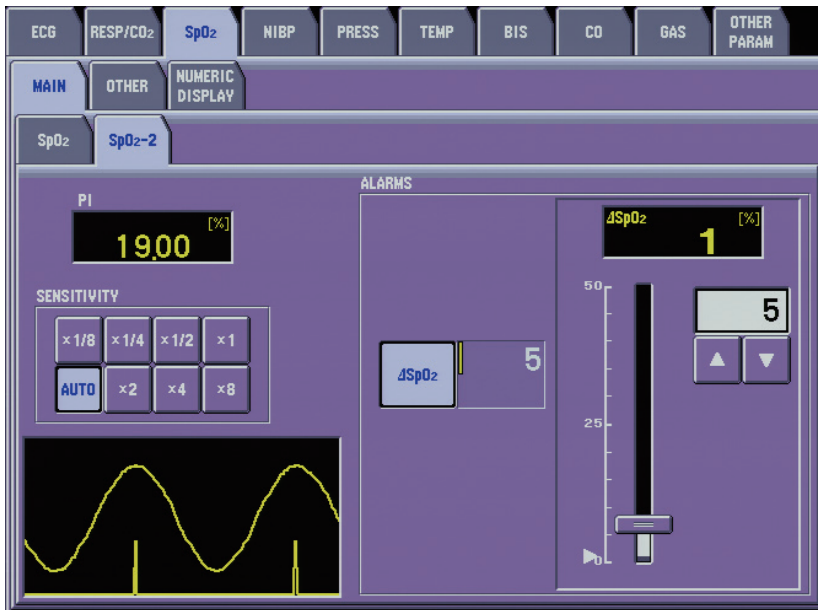 ECG RESP/CO₂ SpO₂ NIBP PRESS TEMP BIS CO GAS OTHER PARAM
MAIN OTHER NUMERIC DISPLAY
SpO₂ SpO₂-2
PI
19.00 [%]
SENSITIVITY
×1/8 ×1/4 ×1/2 ×1
AUTO ×2 ×4 ×8
ALARMS
ΔSpO₂ 5
ΔSpO₂ [%]
1
50
25
0
5